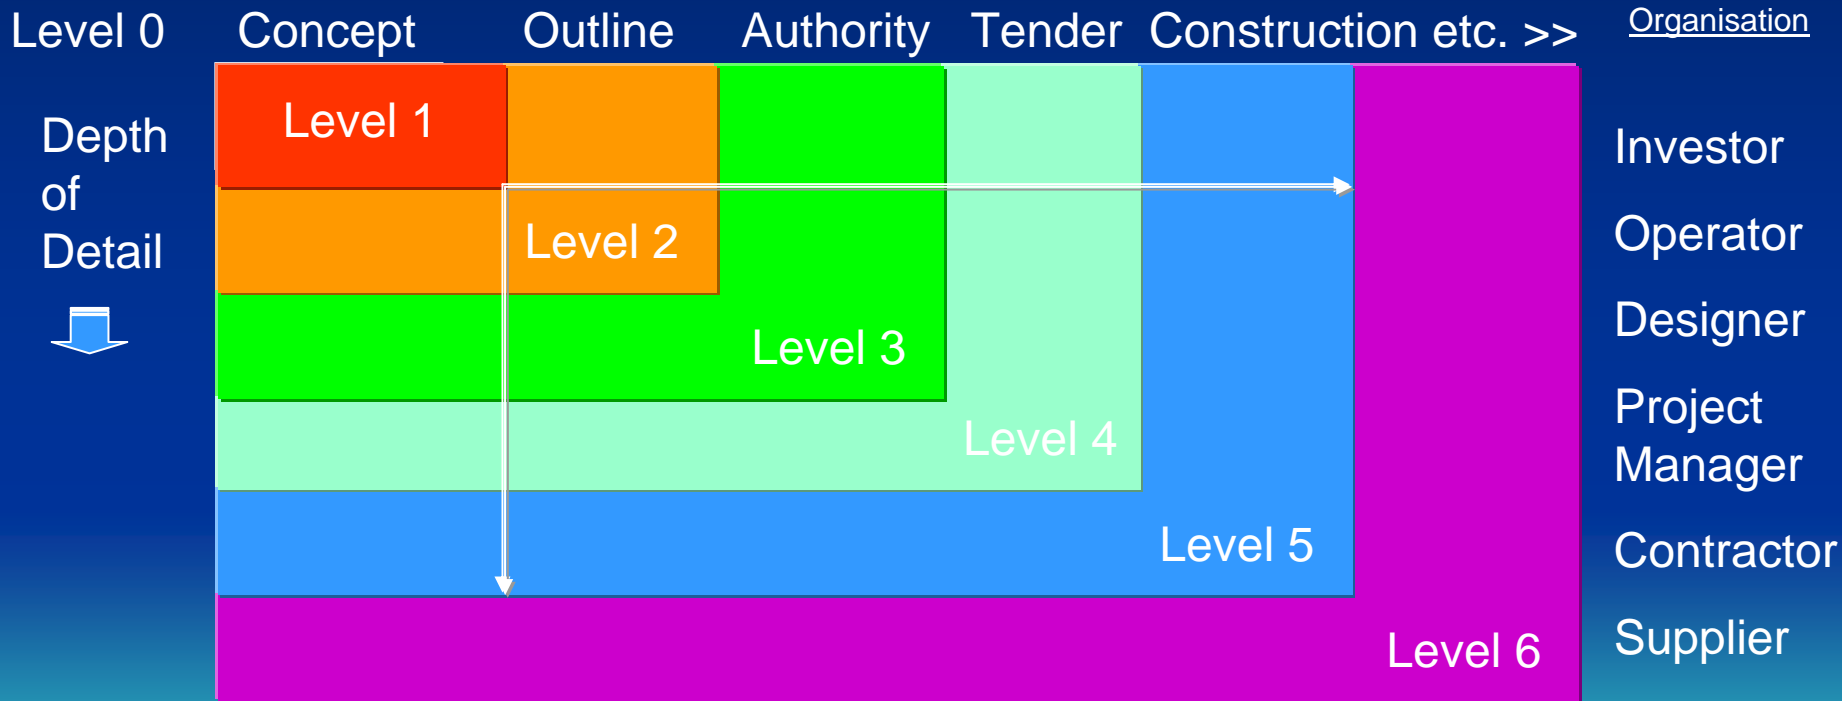 Level 0 Concept Outline Authority Tender Construction etc. >> Organisation
Depth
of
Detail
Level 1
Level 2
Level 3
Level 4
Level 5
Level 6
Investor
Operator
Designer
Project
Manager
Contractor
Supplier